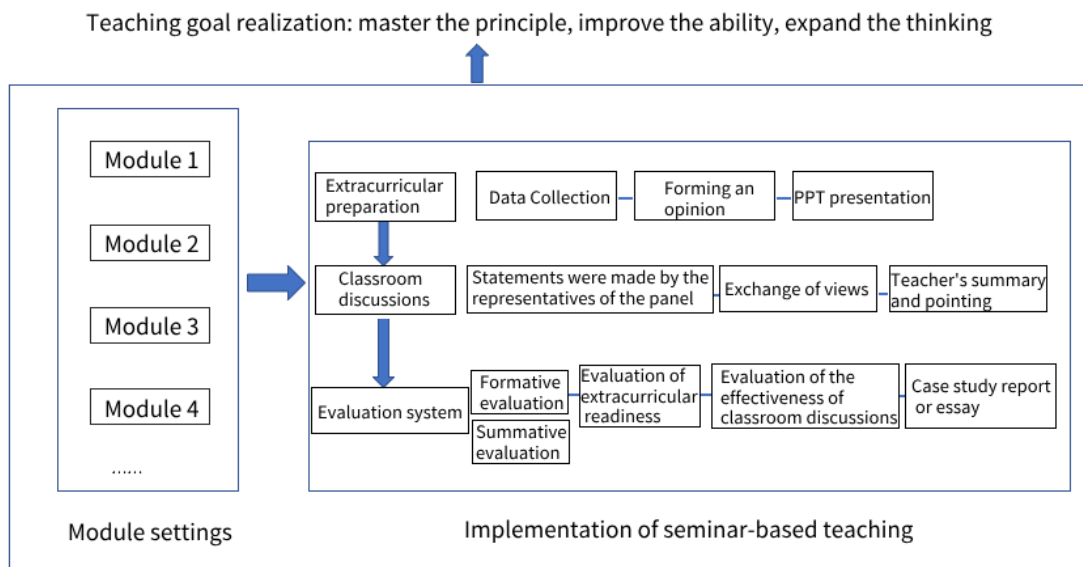 Teaching goal realization: master the principle, improve the ability, expand the thinking
Module 1
Module 2
Module 3
Module 4
......
Module settings
Extracurricular
preparation
Data Collection
Forming an
opinion
PPT presentation
Classroom
discussions
Statements were made by the
representatives of the panel
Exchange of views
Teacher's summary
and pointing
Evaluation system
Formative
evaluation
Summative
evaluation
Evaluation of
extracurricular
readiness
Evaluation of the
effectiveness of
classroom discussions
Case study report
or essay
Implementation of seminar-based teaching